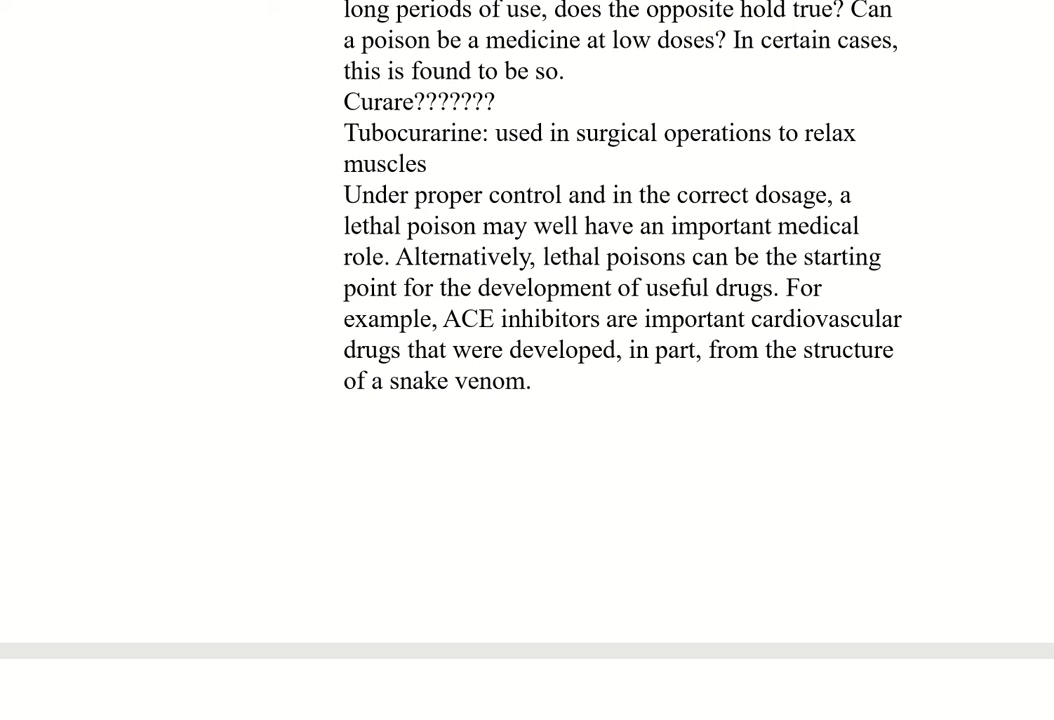 long periods of use, does the opposite hold true? Can
a poison be a medicine at low doses? In certain cases,
this is found to be so.
Curare???????
Tubocurarine: used in surgical operations to relax
muscles
Under proper control and in the correct dosage, a
lethal poison may well have an important medical
role. Alternatively, lethal poisons can be the starting
point for the development of useful drugs. For
example, ACE inhibitors are important cardiovascular
drugs that were developed, in part, from the structure
of a snake venom.